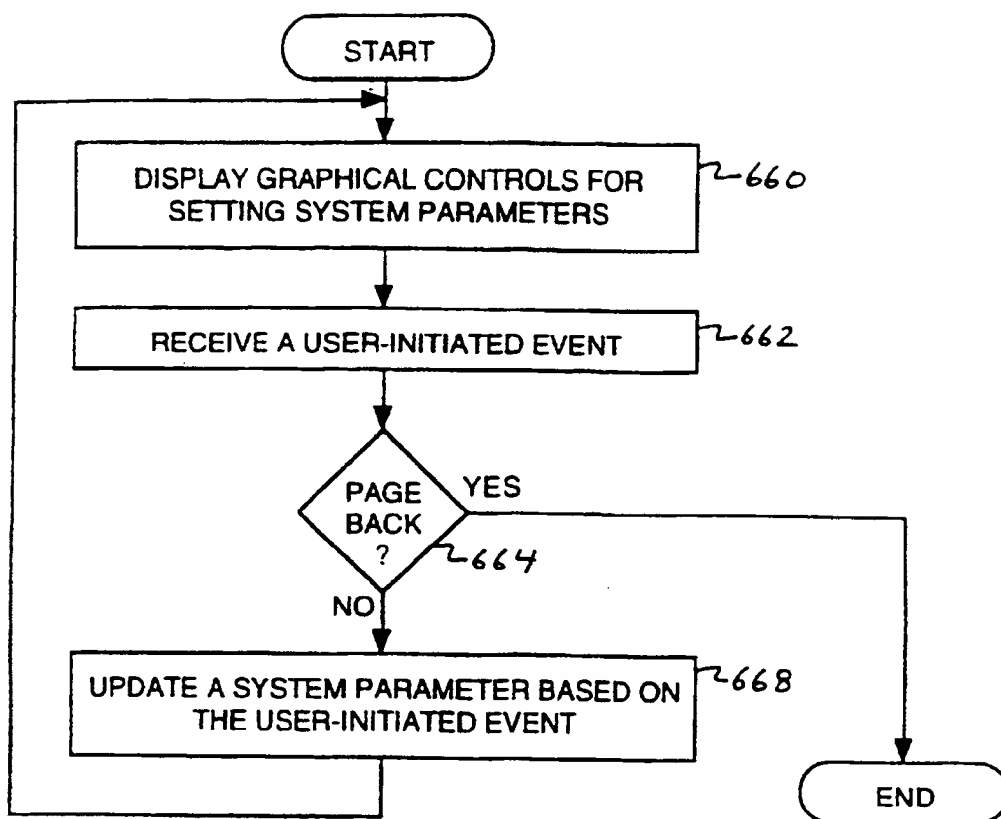 START
DISPLAY GRAPHICAL CONTROLS FOR
SETTING SYSTEM PARAMETERS
660
RECEIVE A USER-INITIATED EVENT
662
PAGE
BACK
?
YES
664
NO
UPDATE A SYSTEM PARAMETER BASED ON
THE USER-INITIATED EVENT
668
END